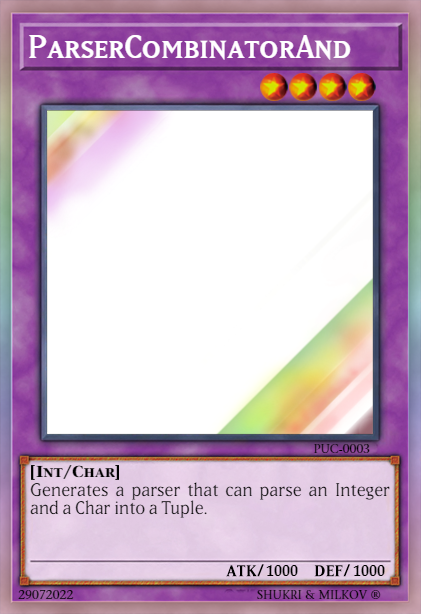 ParserCombinatorAnd
PUC-0003
[Int/Char]
Generates a parser that can parse an Integer
and a Char into a Tuple.
ATK/1000 DEF/1000
29072022 SHUKRI & MILKOV ®